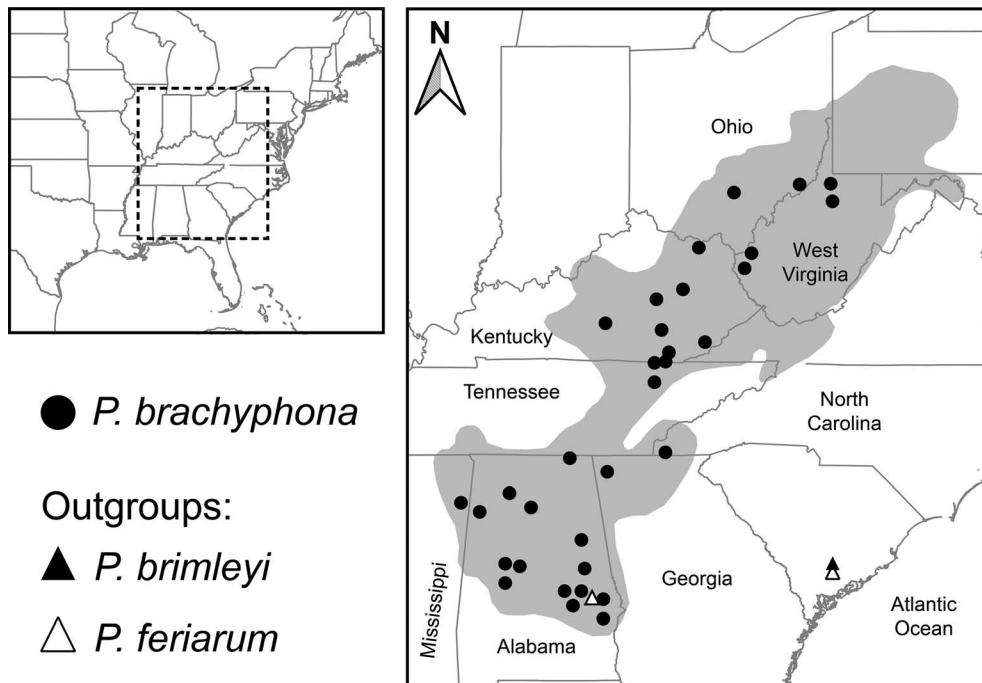 N
Ohio
West
Virginia
Kentucky
Tennessee
North
Carolina
Mississippi
Alabama
Georgia
Atlantic
Ocean
P. brachyphona
Outgroups:
P. brimleyi
P. feriarum